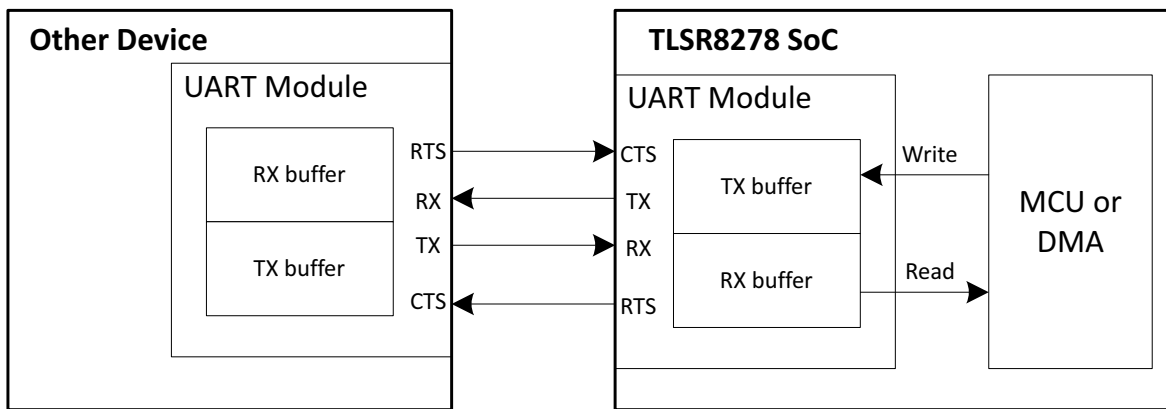 Other Device
UART Module
RX buffer
TX buffer
RTS
RX
TX
CTS
TLSR8278 SoC
UART Module
CTS
TX
RX
RTS
TX buffer
RX buffer
Write
Read
MCU or
DMA